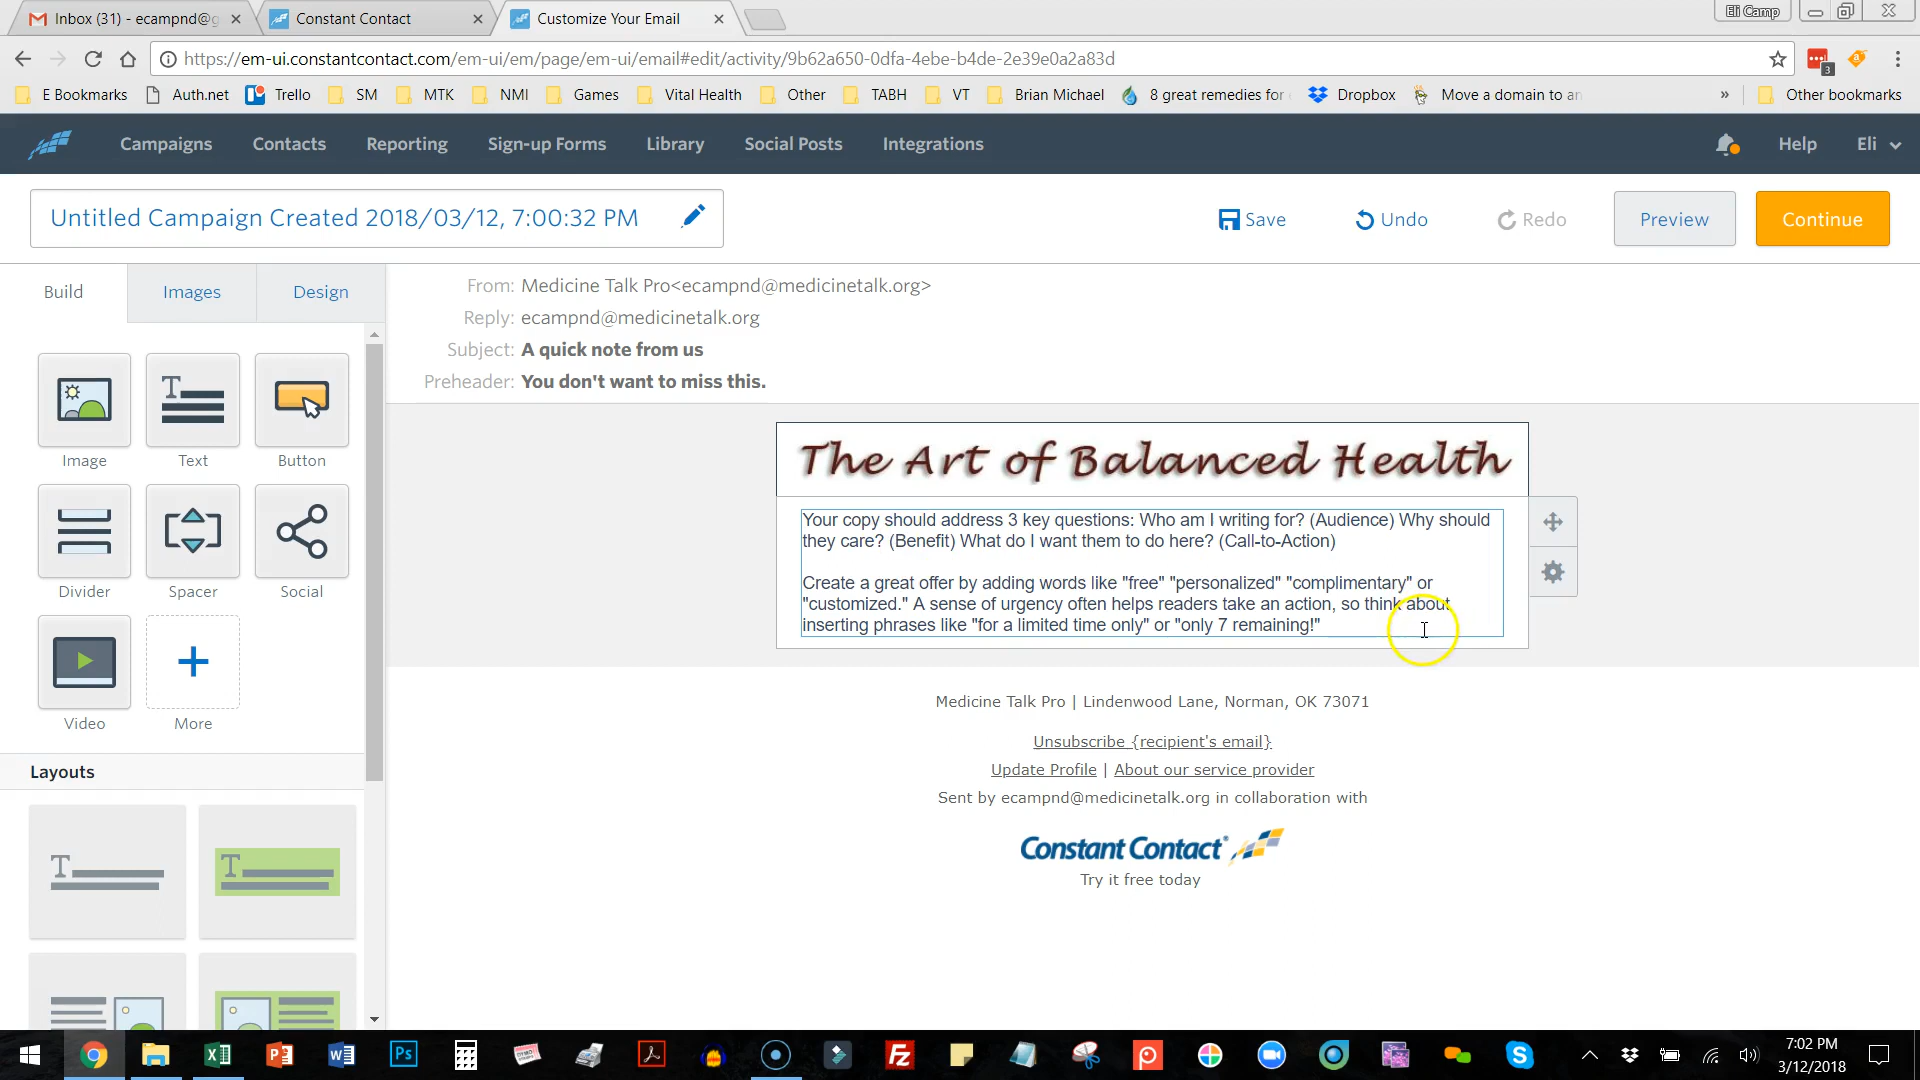 Inbox (31) - ecampnd@g
Constant Contact
Customize Your Email
Eli Camp
https://em-ui.constantcontact.com/em-ui/em/page/em-ui/email#edit/activity/9b62a650-0dfa-4ebe-b4de-2e39e0a2a83d
3
E Bookmarks
Auth.net
Trello
SM
MTK
NMI
Games
Vital Health
Other
TABH
VT
Brian Michael
8 great remedies for
Dropbox
Move a domain to an
»
Other bookmarks
Campaigns
Contacts
Reporting
Sign-up Forms
Library
Social Posts
Integrations
Help
Eli
Untitled Campaign Created 2018/03/12, 7:00:32 PM
Save
Undo
Redo
Preview
Continue
Build
Images
Design
From: Medicine Talk Pro<ecampnd@medicinetalk.org>
Reply: ecampnd@medicinetalk.org
Subject: A quick note from us
Preheader: You don't want to miss this.
Image
Text
Button
Divider
Spacer
Social
Video
More
Layouts
The Art of Balanced Health
Your copy should address 3 key questions: Who am I writing for? (Audience) Why should
they care? (Benefit) What do I want them to do here? (Call-to-Action)
Create a great offer by adding words like "free" "personalized" "complimentary" or
"customized." A sense of urgency often helps readers take an action, so think about
inserting phrases like "for a limited time only" or "only 7 remaining!"
Medicine Talk Pro | Lindenwood Lane, Norman, OK 73071
Unsubscribe {recipient's email}
Update Profile | About our service provider
Sent by ecampnd@medicinetalk.org in collaboration with
Constant Contact®
Try it free today
7:02 PM
3/12/2018